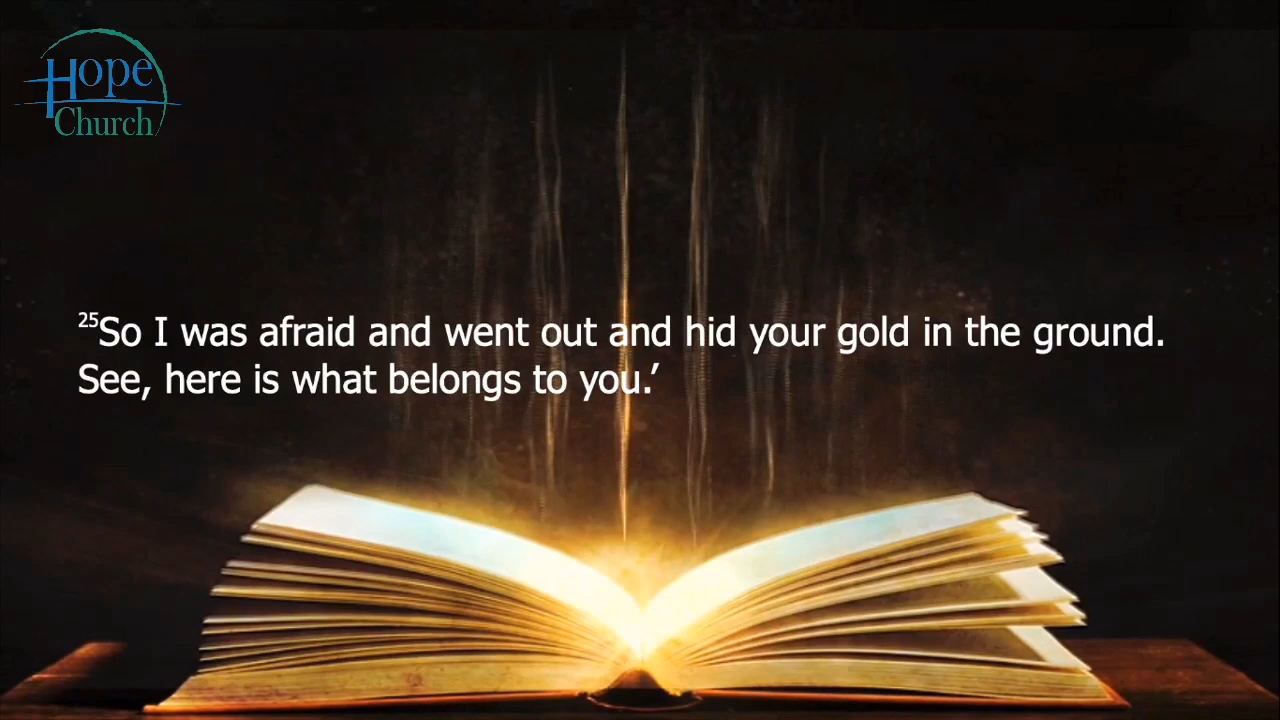 Hope
Church
²⁵So I was afraid and went out and hid your gold in the ground.
See, here is what belongs to you.’